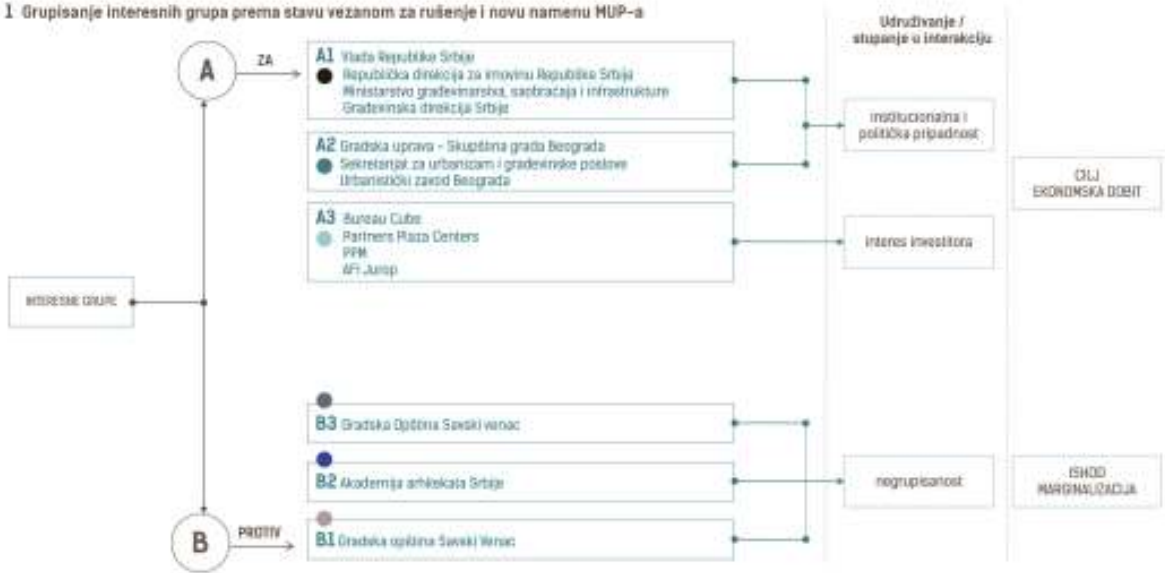 1 Grupisanje interesnih grupa prema stavu vezanom za rušenje i novu namenu MUP-a
Udruživanje /
stupanje u interakciju
A
ZA
A1 Vlada Republike Srbije
Republička direkcija za imovinu Republike Srbije
Ministarstvo građevinarstva, saobraćaja i infrastrukture
Građevinska direkcija Srbije
institucionalna i
politička pripadnost
A2 Gradska uprava - Skupština grada Beograda
Sekretarijat za urbanizam i građevinske poslove
Urbanistički zavod Beograda
CILJ
EKONOMSKA DOBIT
A3 Bureau Cube
Partners Plaza Centers
PPM
AFI Jurop
interes investitora
INTERESNE GRUPE
B3 Gradska Opština Savski venac
B2 Akademija arhitekata Srbije
negrupisanost
ISHOD
MARGINALIZACIJA
B
PROTIV
B1 Gradska opština Savski Venac